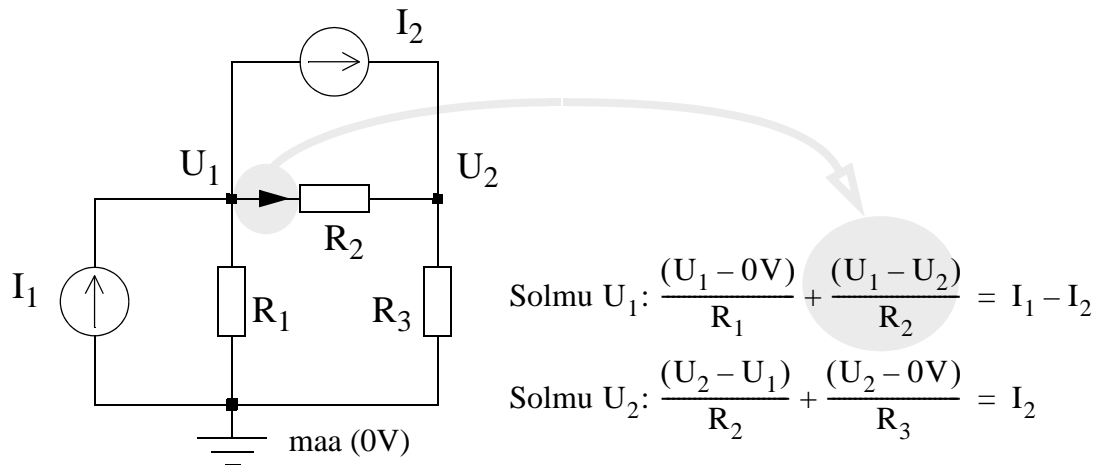 I₂
U₁
U₂
R₂
I₁
R₁
R₃
Solmu U₁: (U₁ – 0V)/R₁ + (U₁ – U₂)/R₂ = I₁ – I₂
Solmu U₂: (U₂ – U₁)/R₂ + (U₂ – 0V)/R₃ = I₂
maa (0V)